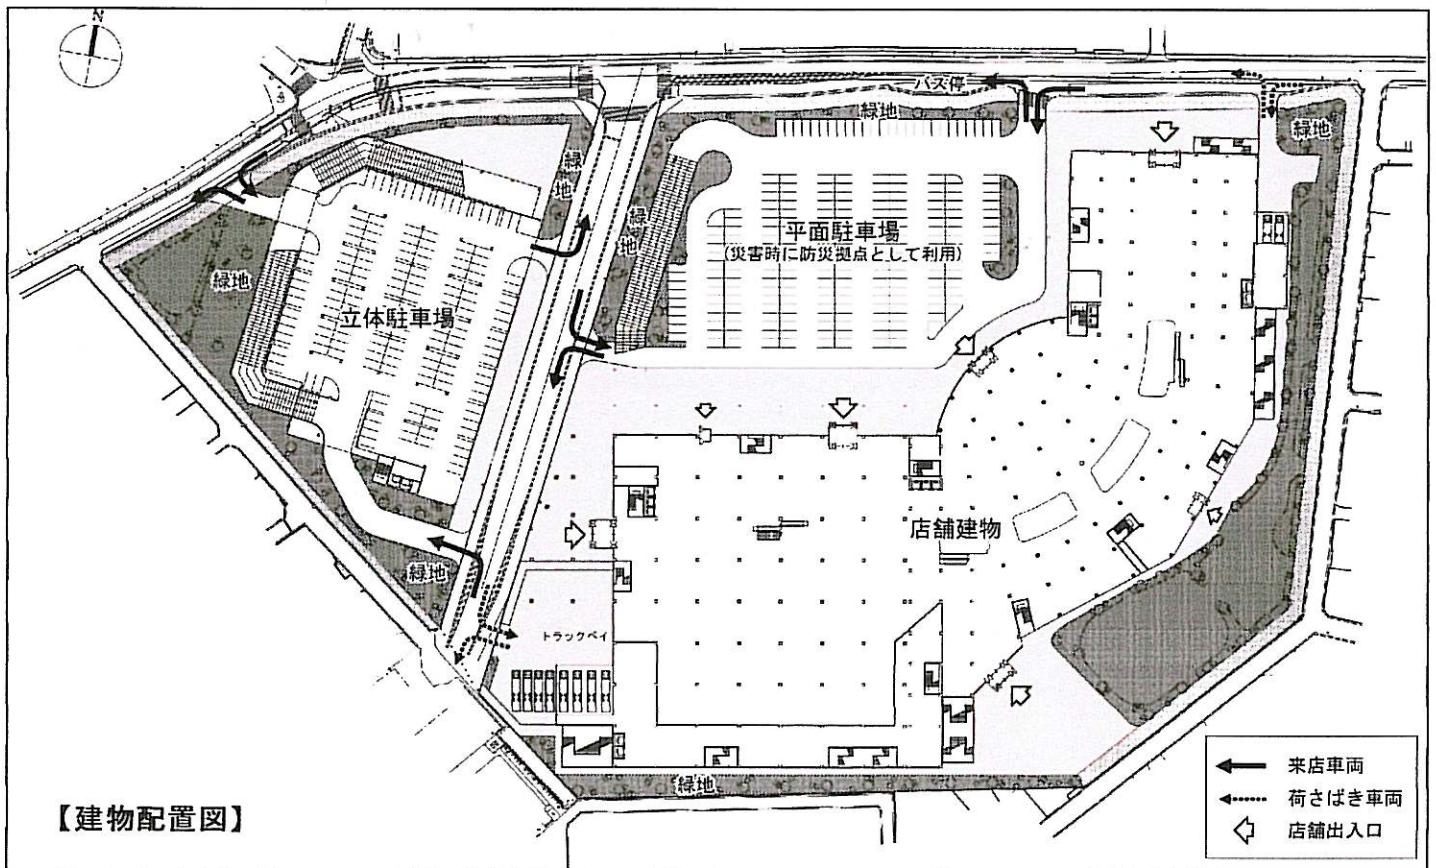 N
バス停
緑地
緑地
緑地
緑地
平面駐車場
(災害時に防災拠点として利用)
緑地
立体駐車場
店舗建物
緑地
トラックベイ
緑地
来店車両
荷さばき車両
店舗出入口
【建物配置図】